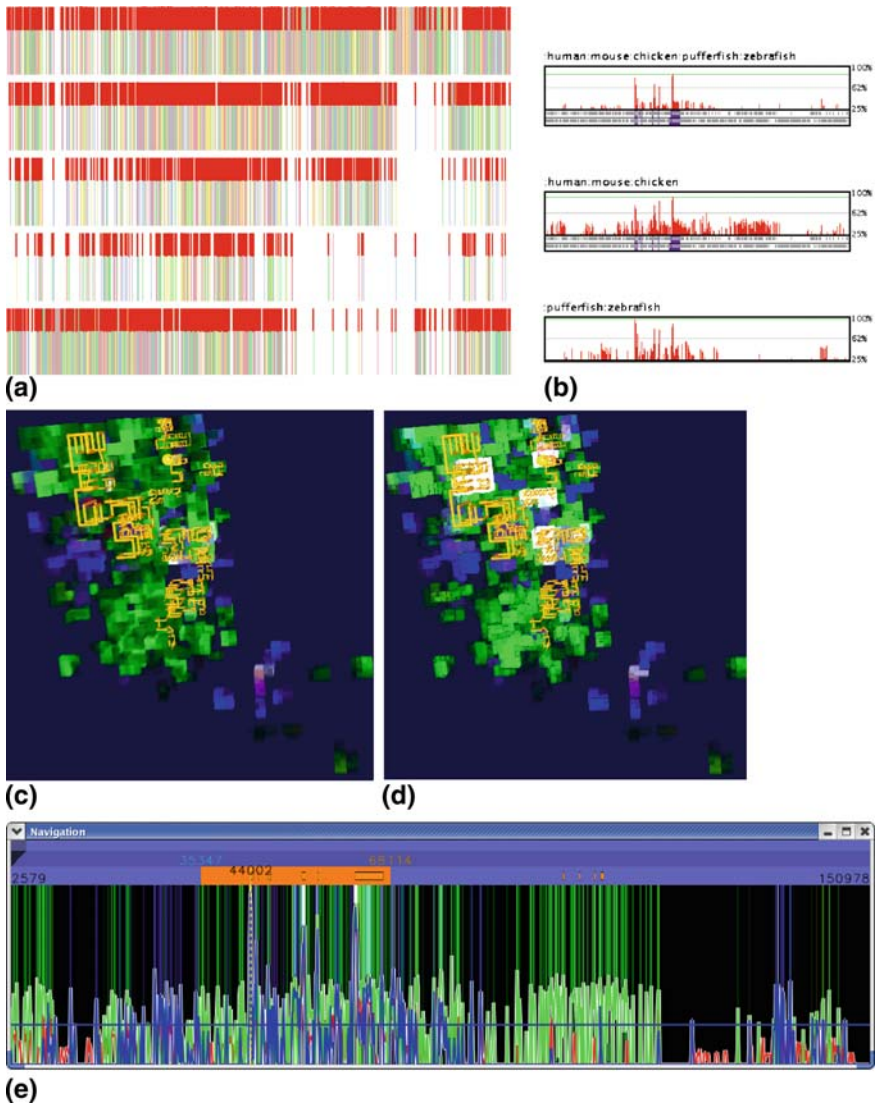 :human:mouse:chicken:pufferfish:zebrafish
100%
62%
25%
:human:mouse:chicken
100%
62%
25%
:pufferfish:zebrafish
100%
62%
25%
(a)
(b)
(c)
(d)
Navigation
35347
68114
44002
2579
150978
(e)